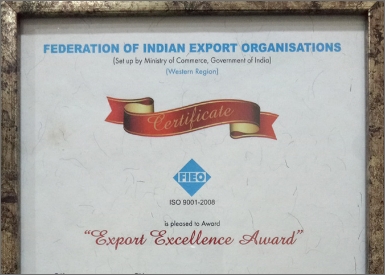 FEDERATION OF INDIAN EXPORT ORGANISATIONS
(Set up by Ministry of Commerce, Government of India)
(Western Region)
Certificate
FIEO
ISO 9001-2008
is pleased to Award
"Export Excellence Award"